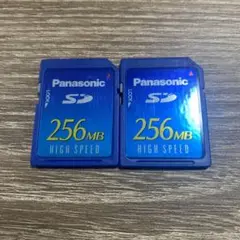 Panasonic
SD
256MB
HIGH SPEED
Panasonic
SD
256MB
HIGH SPEED